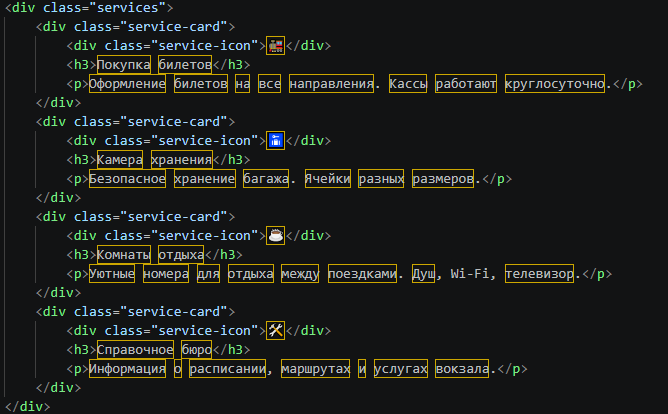 <div class="services">
<div class="service-card">
<div class="service-icon">🚂</div>
<h3>Покупка билетов</h3>
<p>Оформление билетов на все направления. Кассы работают круглосуточно.</p>
</div>
<div class="service-card">
<div class="service-icon">🛅</div>
<h3>Камера хранения</h3>
<p>Безопасное хранение багажа. Ячейки разных размеров.</p>
</div>
<div class="service-card">
<div class="service-icon">☕</div>
<h3>Комнаты отдыха</h3>
<p>Уютные номера для отдыха между поездками. Душ, Wi-Fi, телевизор.</p>
</div>
<div class="service-card">
<div class="service-icon">🛠</div>
<h3>Справочное бюро</h3>
<p>Информация о расписании, маршрутах и услугах вокзала.</p>
</div>
</div>